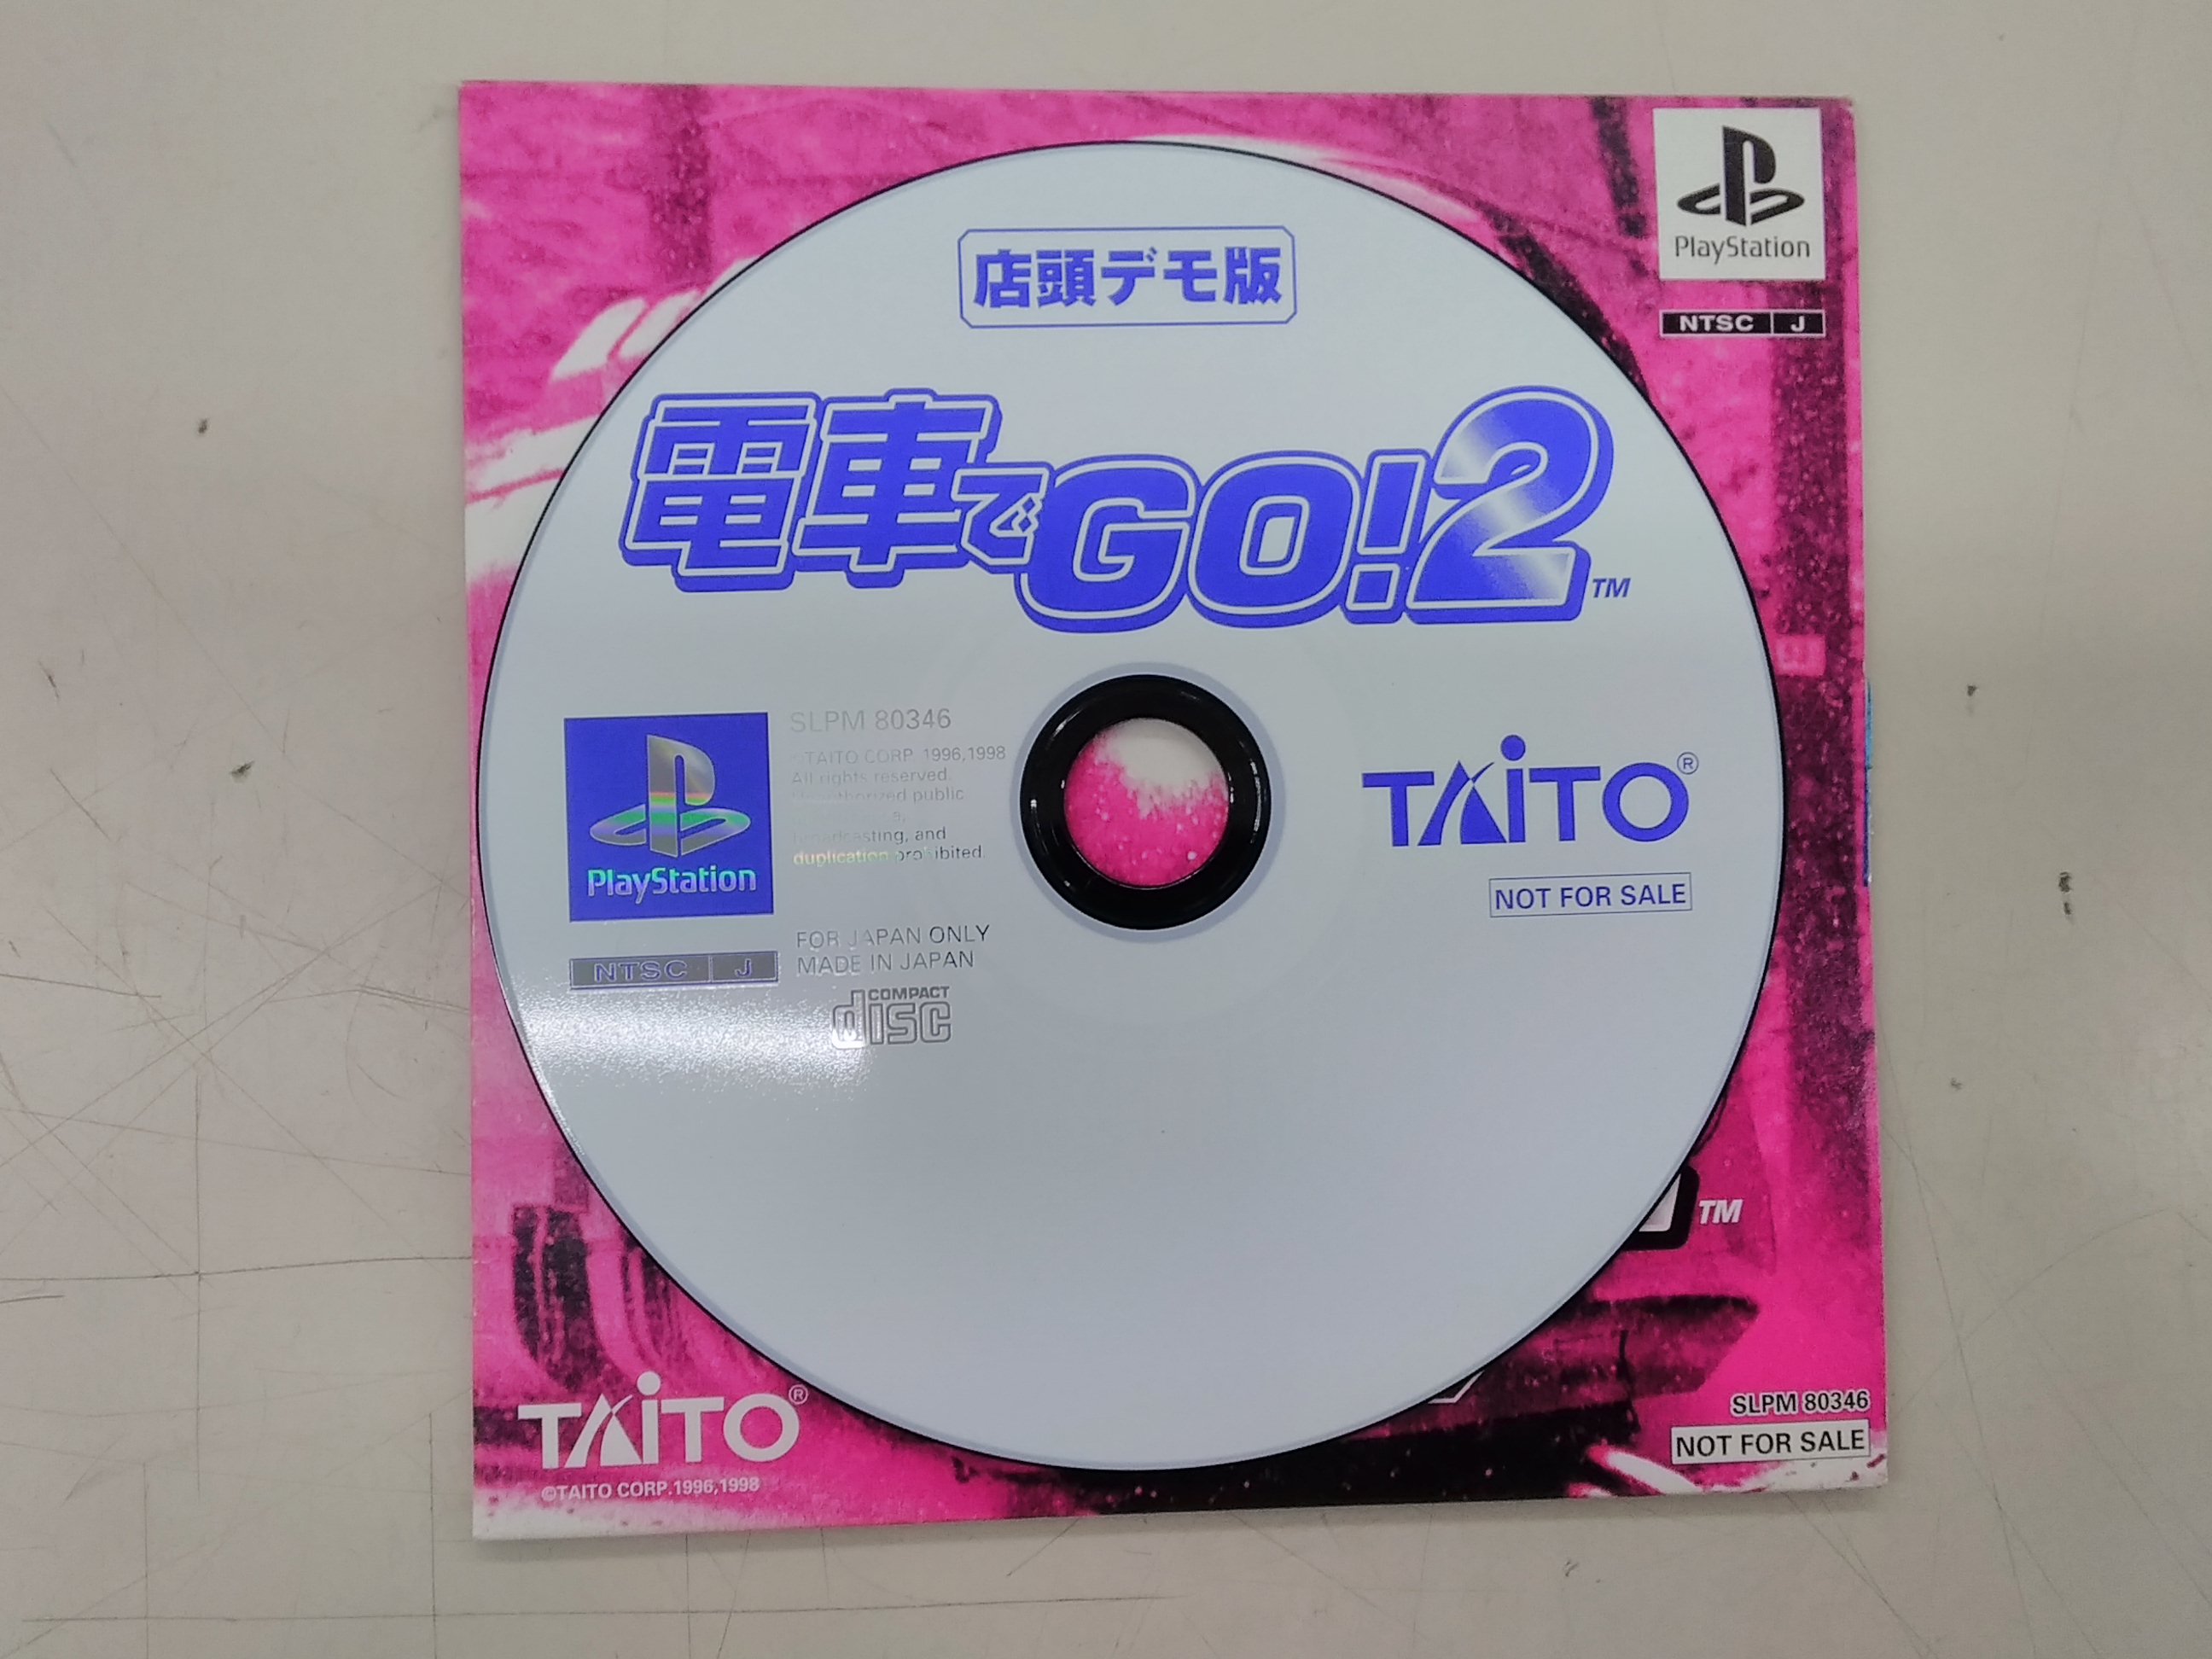 PlayStation
NTSC J
店頭デモ版
電車でGO!2 TM
PlayStation
NTSC J
SLPM 80346
©TAITO CORP. 1996,1998
All rights reserved.
Unauthorized public
broadcasting, and
duplication prohibited.
FOR JAPAN ONLY
MADE IN JAPAN
COMPACT
disc
TAITO®
NOT FOR SALE
TM
TAITO®
©TAITO CORP.1996,1998
SLPM 80346
NOT FOR SALE